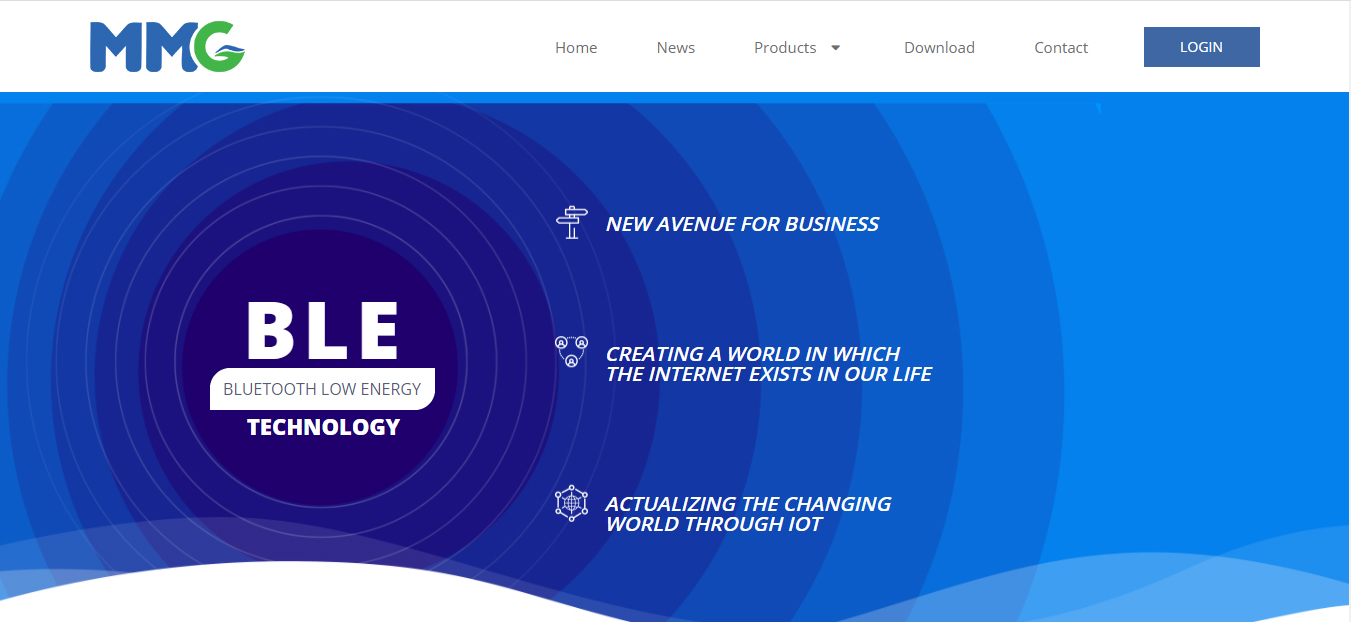 MMG
Home News Products Download Contact LOGIN
NEW AVENUE FOR BUSINESS
CREATING A WORLD IN WHICH
THE INTERNET EXISTS IN OUR LIFE
ACTUALIZING THE CHANGING
WORLD THROUGH IOT
BLE
BLUETOOTH LOW ENERGY
TECHNOLOGY